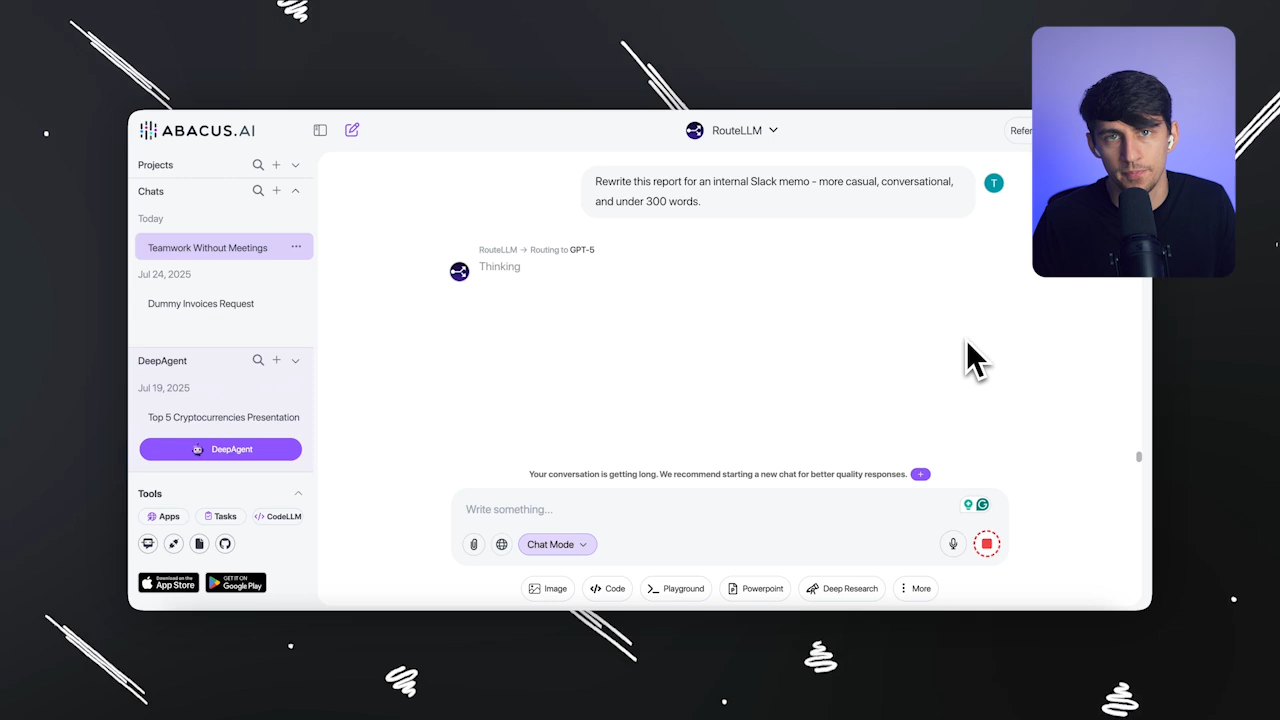 ABACUS.AI
RouteLLM
Refer
Projects
Chats
Today
Teamwork Without Meetings
Jul 24, 2025
Dummy Invoices Request
DeepAgent
Jul 19, 2025
Top 5 Cryptocurrencies Presentation
DeepAgent
Tools
Apps
Tasks
</> CodeLLM
Download on the
App Store
GET IT ON
Google Play
Rewrite this report for an internal Slack memo - more casual, conversational,
and under 300 words.
T
RouteLLM → Routing to GPT-5
Thinking
Your conversation is getting long. We recommend starting a new chat for better quality responses. +
Write something...
Chat Mode
Image
</> Code
Playground
Powerpoint
Deep Research
More